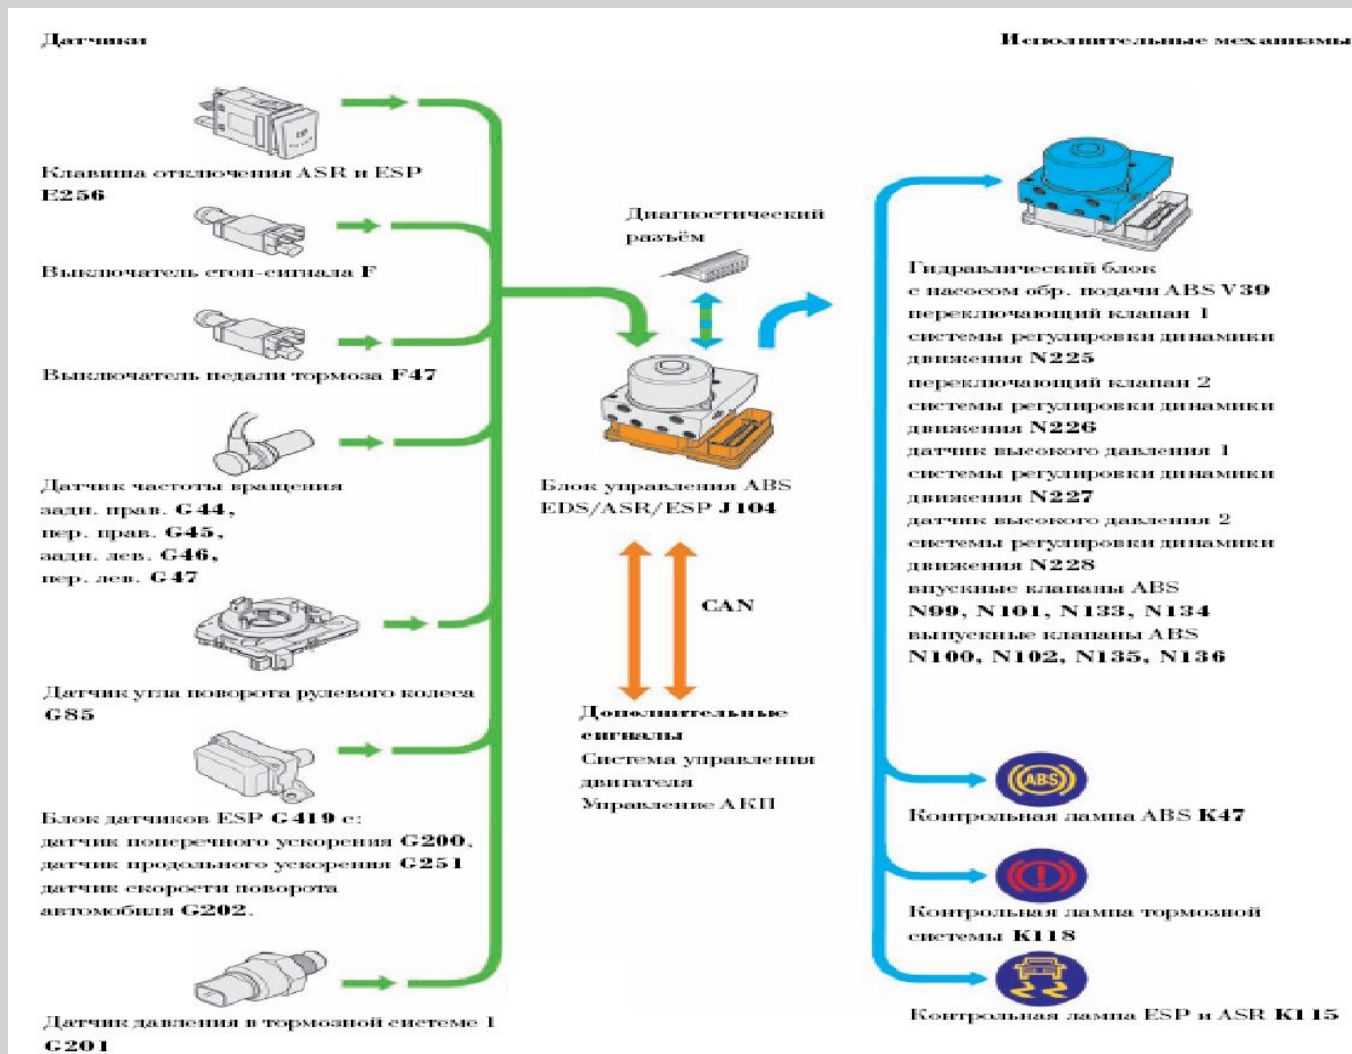 Датчики
Исполнительные механизмы
Клавиша отключения ASR и ESP
E256
Выключатель стоп-сигнала F
Выключатель педали тормоза F47
Датчик частоты вращения
задн. прав. G44,
пер. прав. G45,
задн. лев. G46,
пер. лев. G47
Датчик угла поворота рулевого колеса
G85
Блок датчиков ESP G419 с:
датчик поперечного ускорения G200,
датчик продольного ускорения G251
датчик скорости поворота
автомобиля G202.
Датчик давления в тормозной системе 1
G201
Диагностический
разъём
Блок управления ABS
EDS/ASR/ESP J104
CAN
Дополнительные
сигналы
Система управления
двигателя
Управление АКП
Гидравлический блок
с насосом обр. подачи ABS V39
переключающий клапан 1
системы регулировки динамики
движения N225
переключающий клапан 2
системы регулировки динамики
движения N226
датчик высокого давления 1
системы регулировки динамики
движения N227
датчик высокого давления 2
системы регулировки динамики
движения N228
впускные клапаны ABS
N99, N101, N133, N134
выпускные клапаны ABS
N100, N102, N135, N136
ABS
Контрольная лампа ABS K47
Контрольная лампа тормозной
системы K118
Контрольная лампа ESP и ASR K115